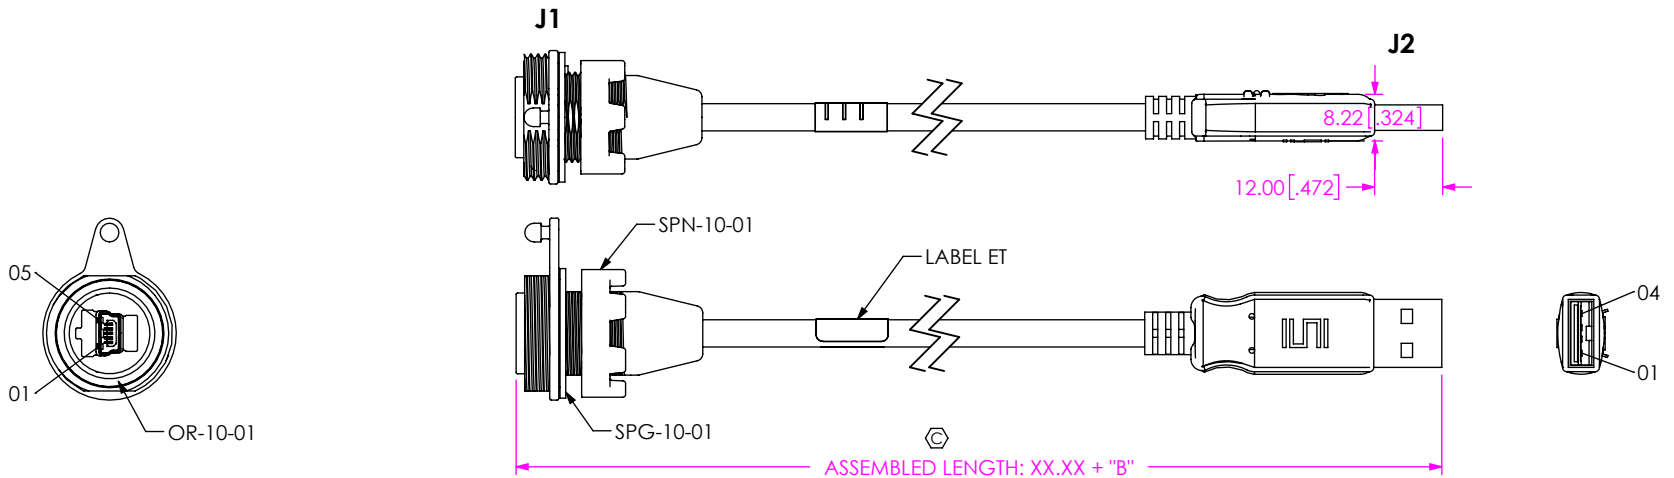 J1
J2
8.22[.324]
12.00[.472]
SPN-10-01
LABEL ET
05
04
01
01
OR-10-01
SPG-10-01
C
ASSEMBLED LENGTH: XX.XX + "B"